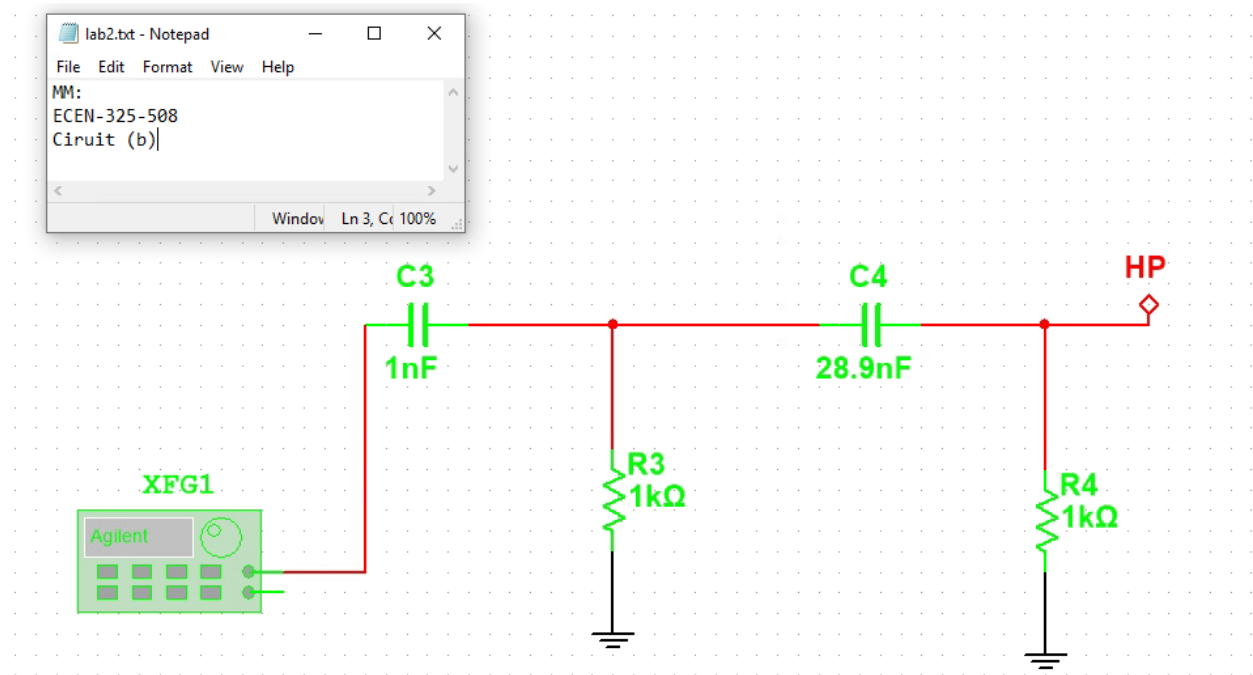 lab2.txt - Notepad
File Edit Format View Help
MM:
ECEN-325-508
Ciruit (b)
Ln 3, 100%
HP
C3
C4
1nF
28.9nF
R3
1kΩ
XFG1
R4
1kΩ
Agilent